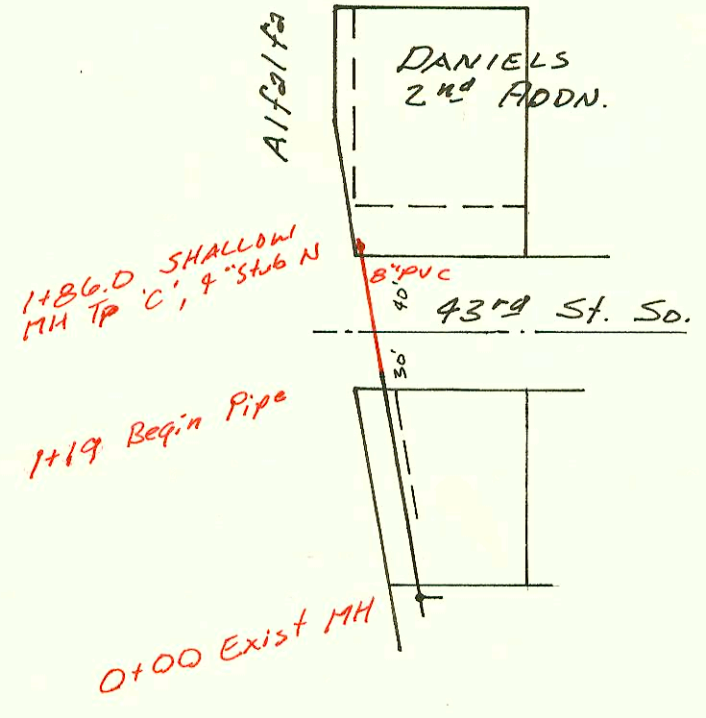 Alfalfa
DANIELS
2nd ADDN.
1+86.0 SHALLOW
MH Tp 'C', 4" Stub N
8" PVC
40'
43rd St. So.
30'
1+19 Begin Pipe
0+00 Exist MH